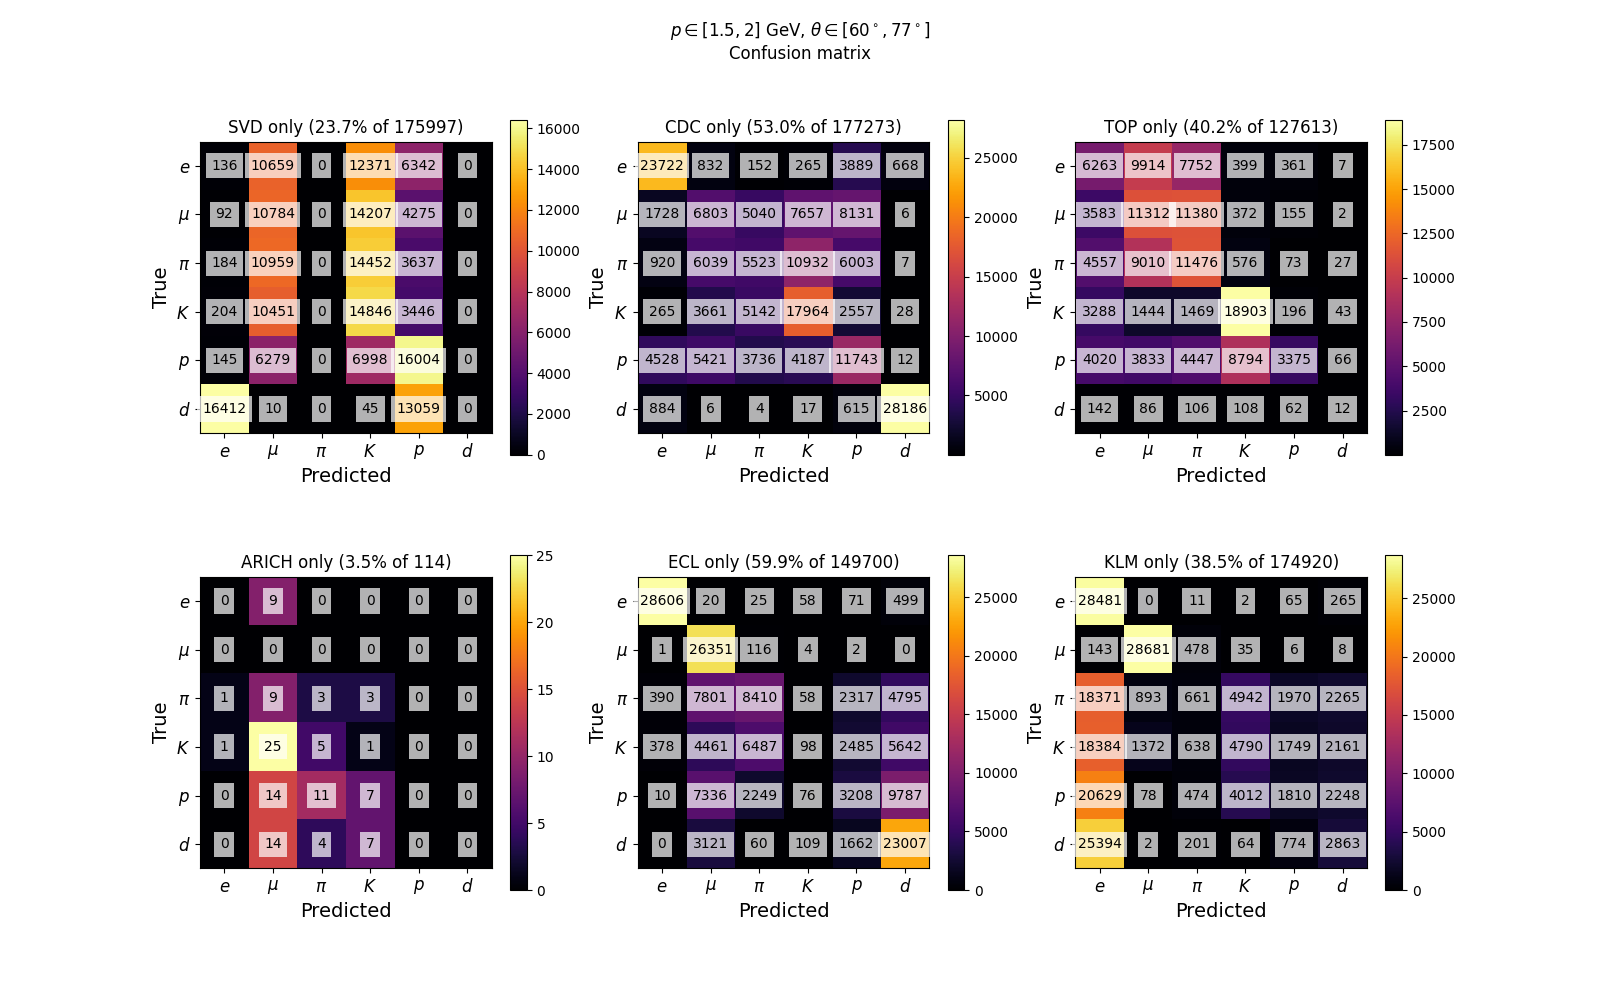 p ∈ [1.5, 2] GeV, θ ∈ [60°, 77°]
Confusion matrix
SVD only (23.7% of 175997)
True
e 136 10659 0 12371 6342 0
μ 92 10784 0 14207 4275 0
π 184 10959 0 14452 3637 0
K 204 10451 0 14846 3446 0
p 145 6279 0 6998 16004 0
d 16412 10 0 45 13059 0
e μ π K p d
Predicted
16000
14000
12000
10000
8000
6000
4000
2000
0
CDC only (53.0% of 177273)
True
e 23722 832 152 265 3889 668
μ 1728 6803 5040 7657 8131 6
π 920 6039 5523 10932 6003 7
K 265 3661 5142 17964 2557 28
p 4528 5421 3736 4187 11743 12
d 884 6 4 17 615 28186
e μ π K p d
Predicted
25000
20000
15000
10000
5000
TOP only (40.2% of 127613)
True
e 6263 9914 7752 399 361 7
μ 3583 11312 11380 372 155 2
π 4557 9010 11476 576 73 27
K 3288 1444 1469 18903 196 43
p 4020 3833 4447 8794 3375 66
d 142 86 106 108 62 12
e μ π K p d
Predicted
17500
15000
12500
10000
7500
5000
2500
ARICH only (3.5% of 114)
True
e 0 9 0 0 0 0
μ 0 0 0 0 0 0
π 1 9 3 3 0 0
K 1 25 5 1 0 0
p 0 14 11 7 0 0
d 0 14 4 7 0 0
e μ π K p d
Predicted
25
20
15
10
5
0
ECL only (59.9% of 149700)
True
e 28606 20 25 58 71 499
μ 1 26351 116 4 2 0
π 390 7801 8410 58 2317 4795
K 378 4461 6487 98 2485 5642
p 10 7336 2249 76 3208 9787
d 0 3121 60 109 1662 23007
e μ π K p d
Predicted
25000
20000
15000
10000
5000
0
KLM only (38.5% of 174920)
True
e 28481 0 11 2 65 265
μ 143 28681 478 35 6 8
π 18371 893 661 4942 1970 2265
K 18384 1372 638 4790 1749 2161
p 20629 78 474 4012 1810 2248
d 25394 2 201 64 774 2863
e μ π K p d
Predicted
25000
20000
15000
10000
5000
0